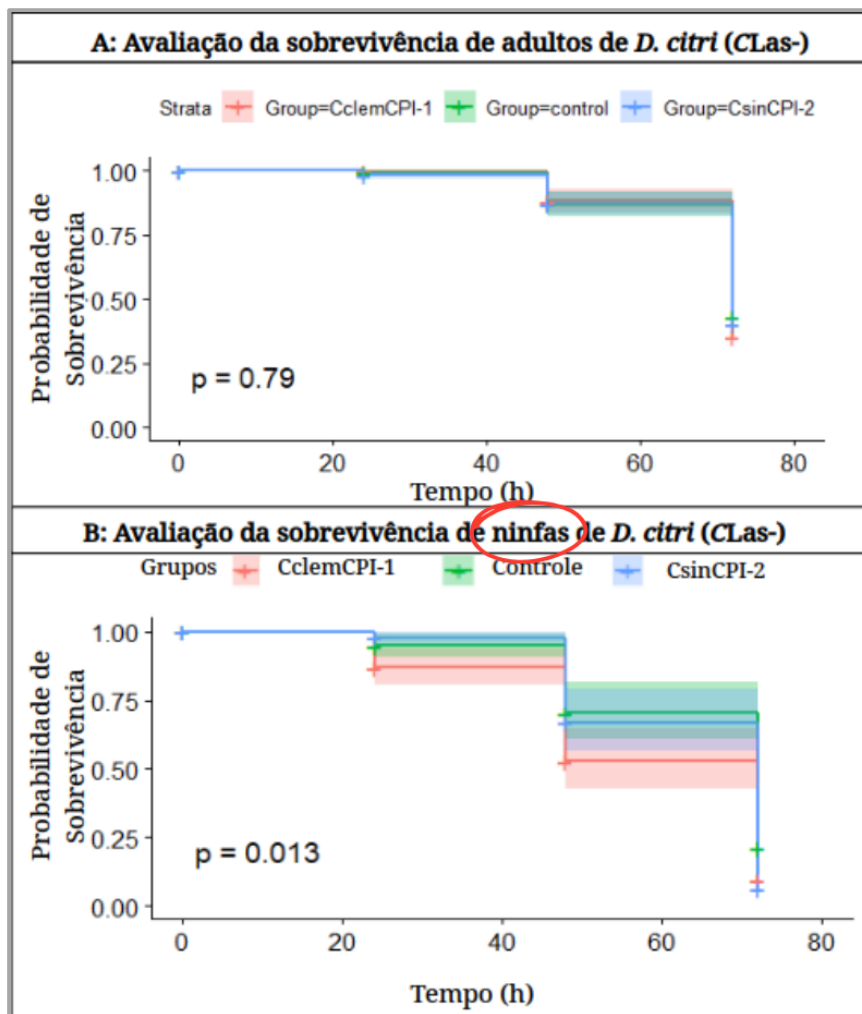 A: Avaliação da sobrevivência de adultos de D. citri (CLas-)
Strata Group=CclemCPI-1 Group=control Group=CsinCPI-2
Probabilidade de
Sobrevivência
1.00
0.75
0.50
0.25
0.00
p = 0.79
0 20 40 60 80
Tempo (h)
B: Avaliação da sobrevivência de ninfas de D. citri (CLas-)
Grupos CclemCPI-1 Controle CsinCPI-2
Probabilidade de
Sobrevivência
1.00
0.75
0.50
0.25
0.00
p = 0.013
0 20 40 60 80
Tempo (h)